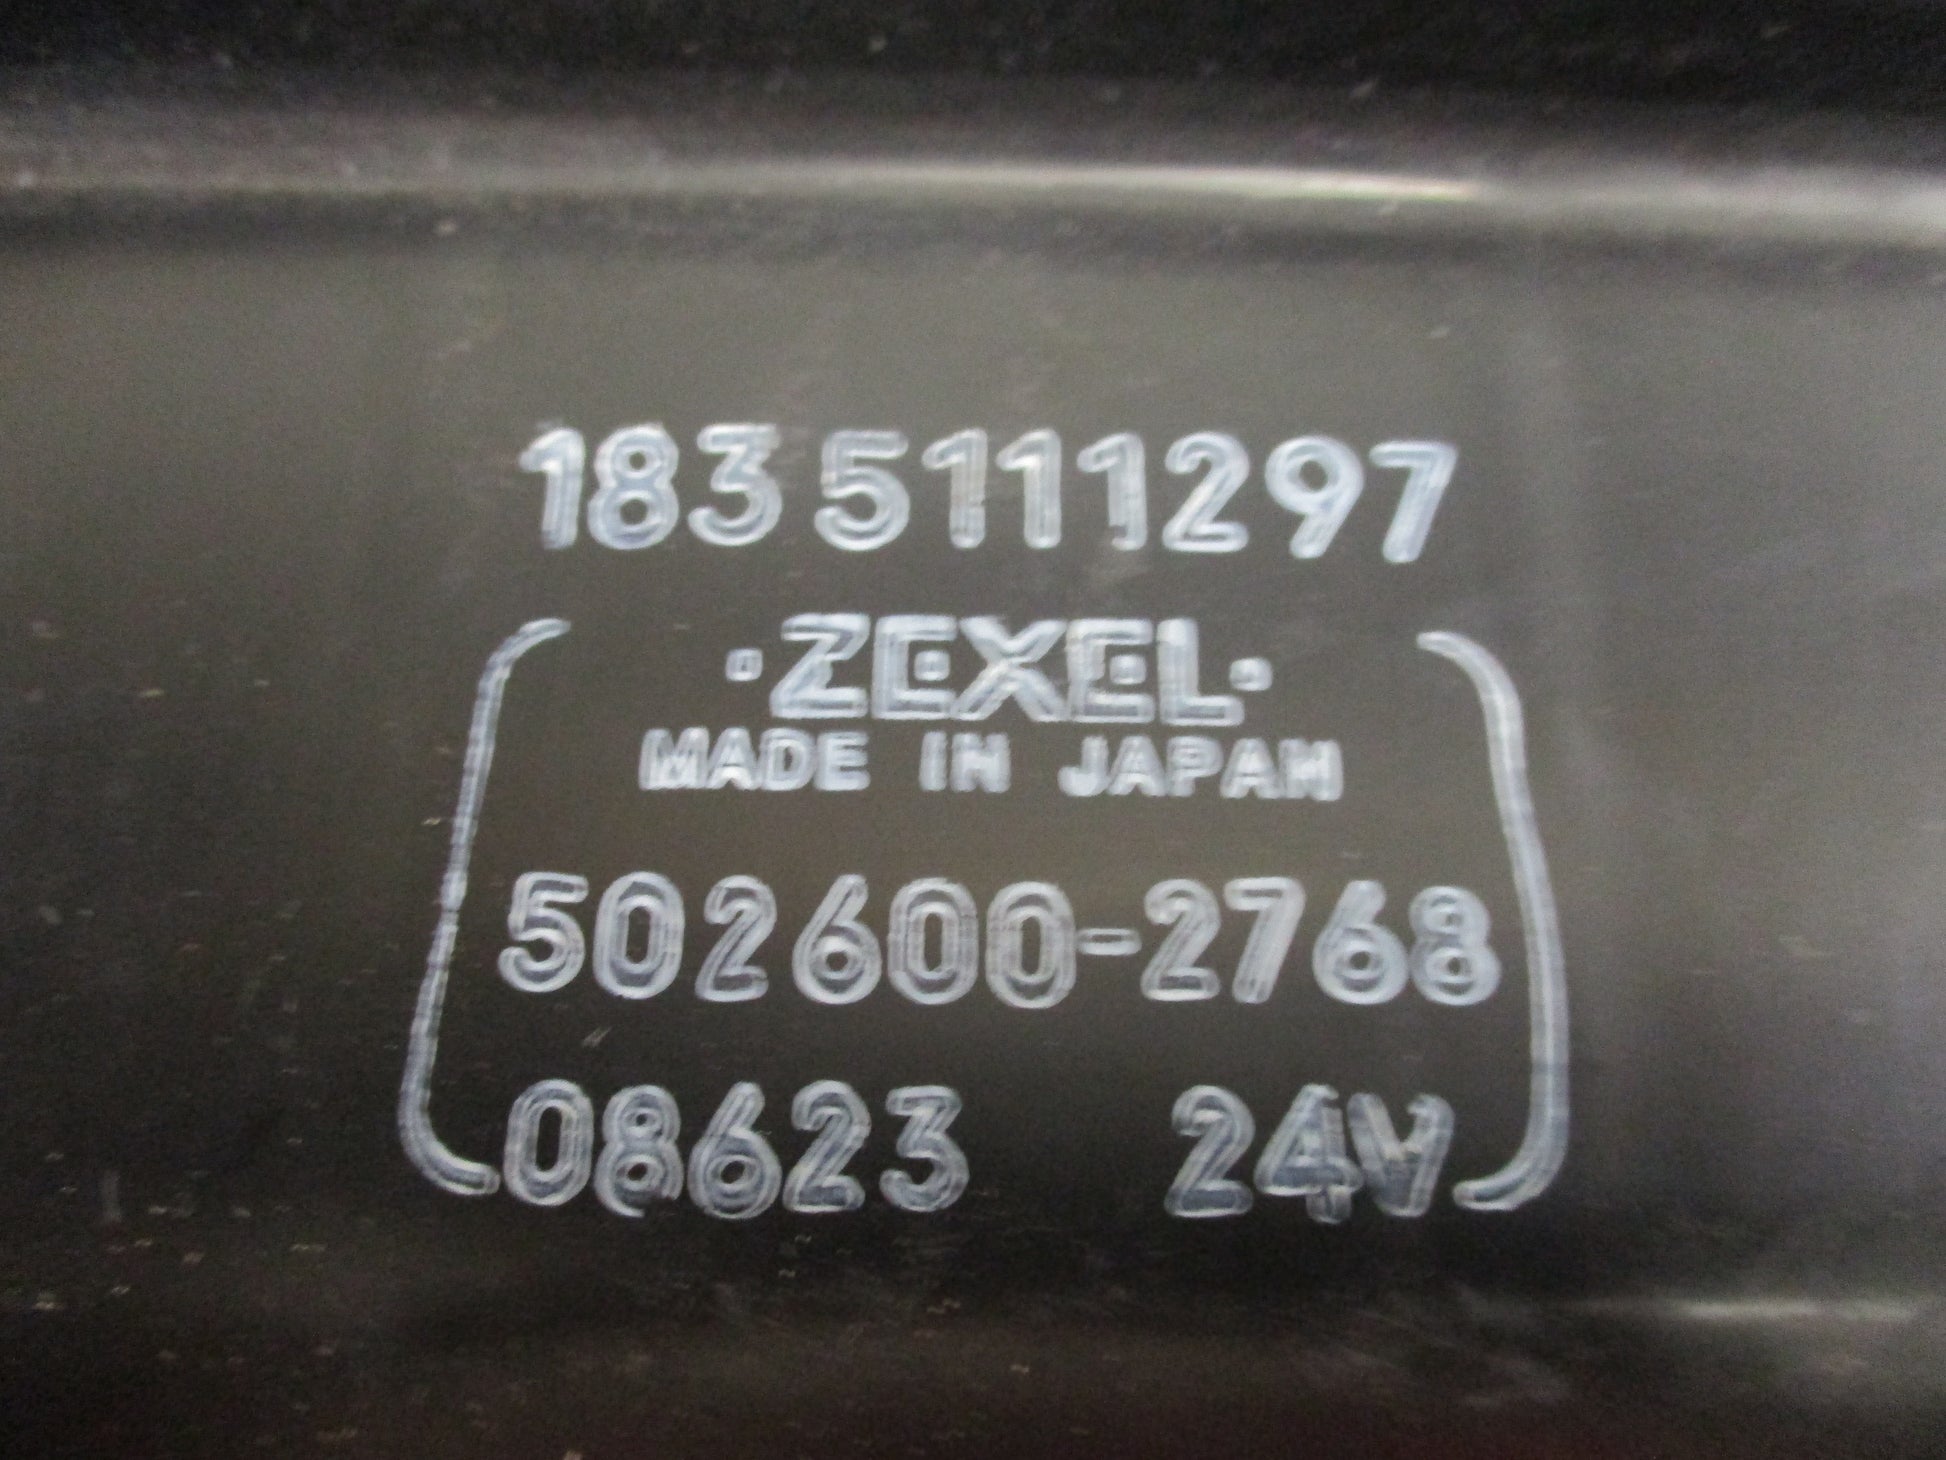 1835111297
·ZEXEL·
MADE IN JAPAN
502600-2768
08623 24V